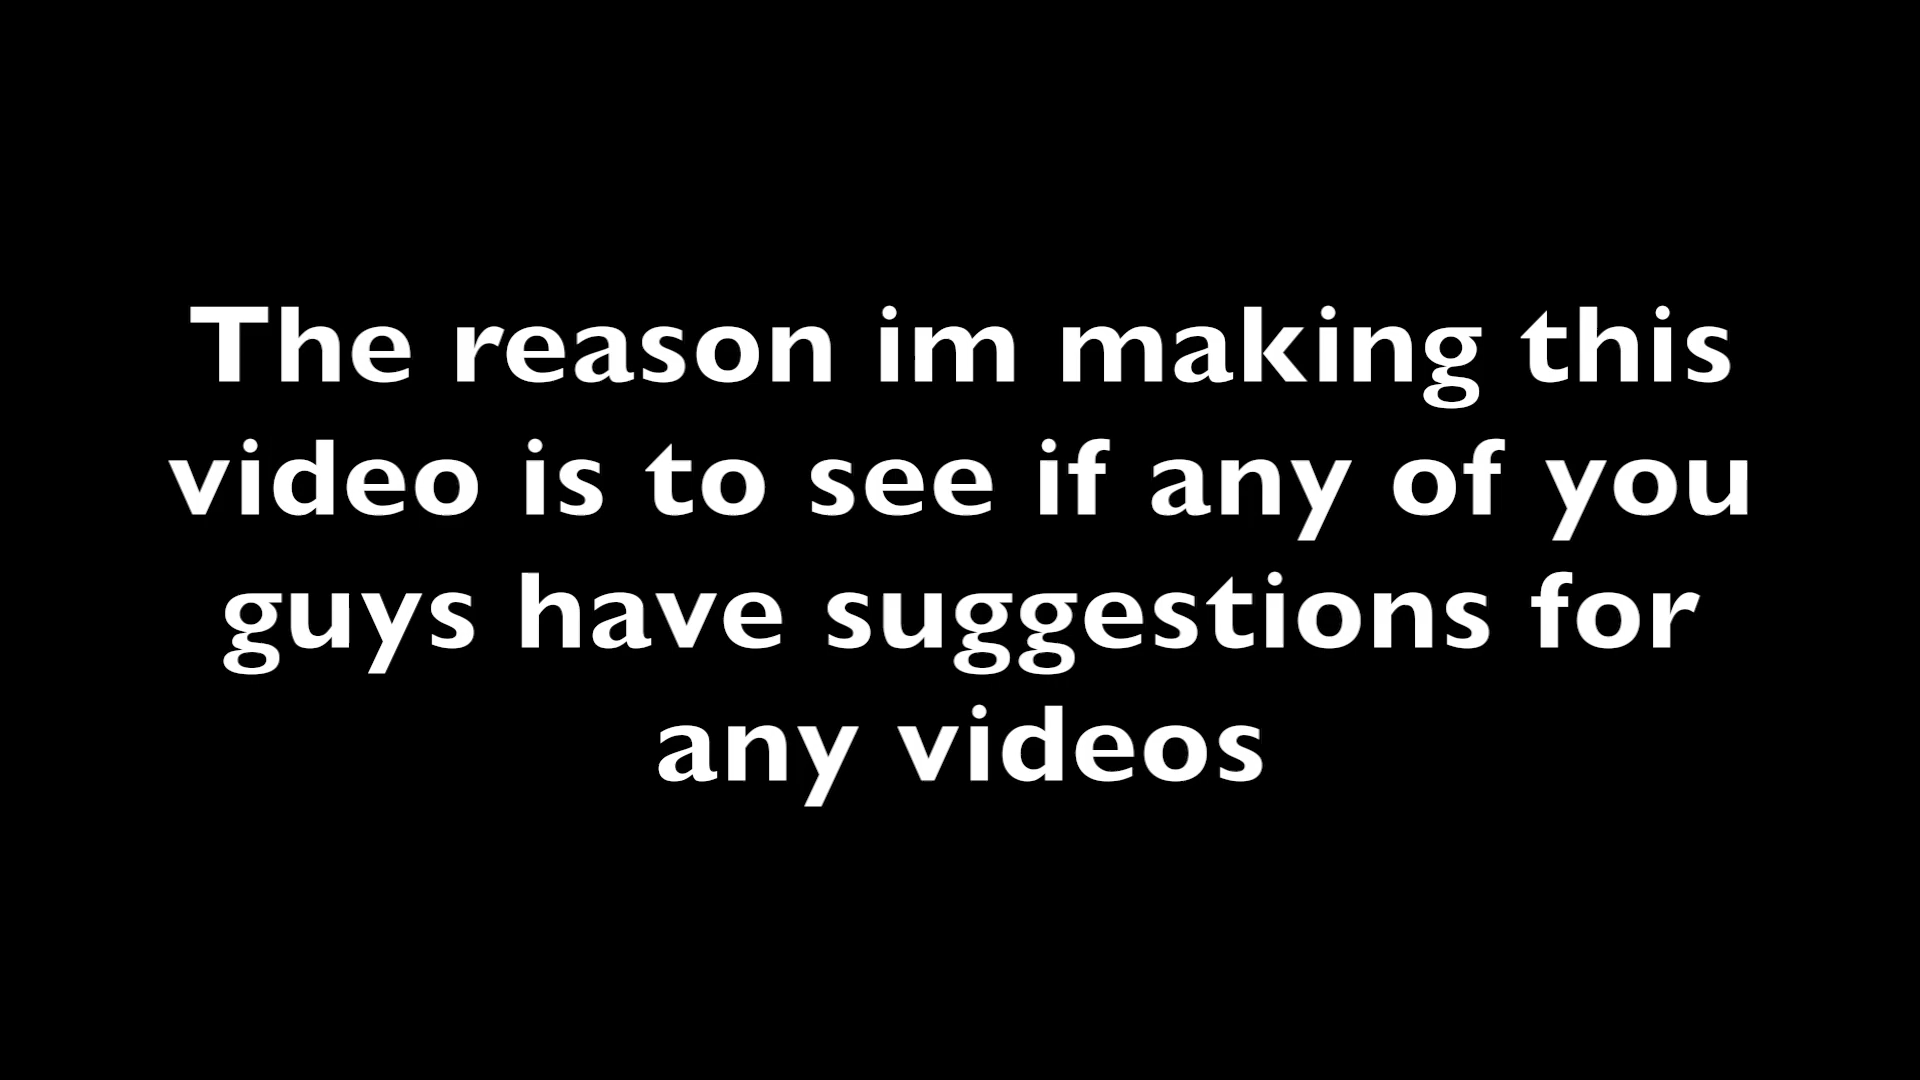 The reason im making this
video is to see if any of you
guys have suggestions for
any videos